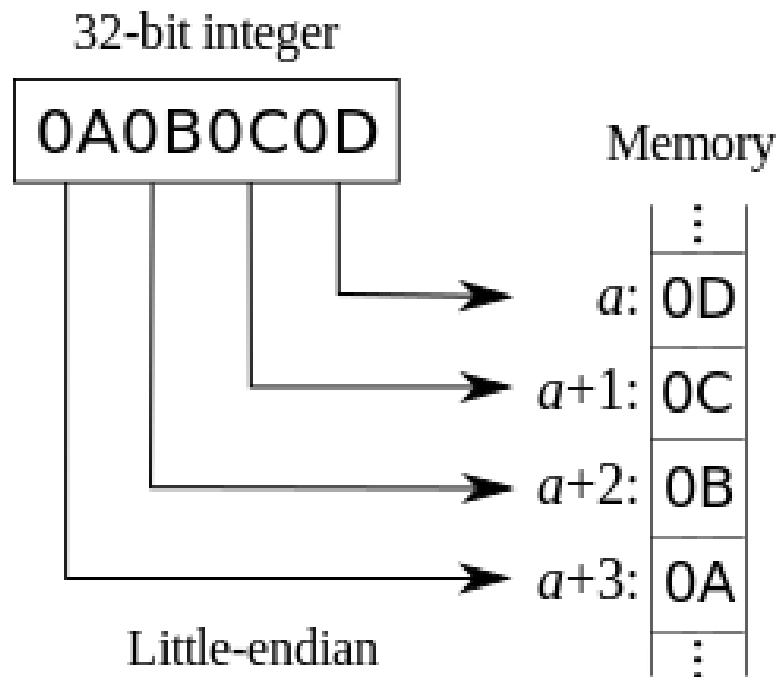 32-bit integer
0A0B0C0D
Memory
⋮
a: 0D
a+1: 0C
a+2: 0B
a+3: 0A
⋮
Little-endian